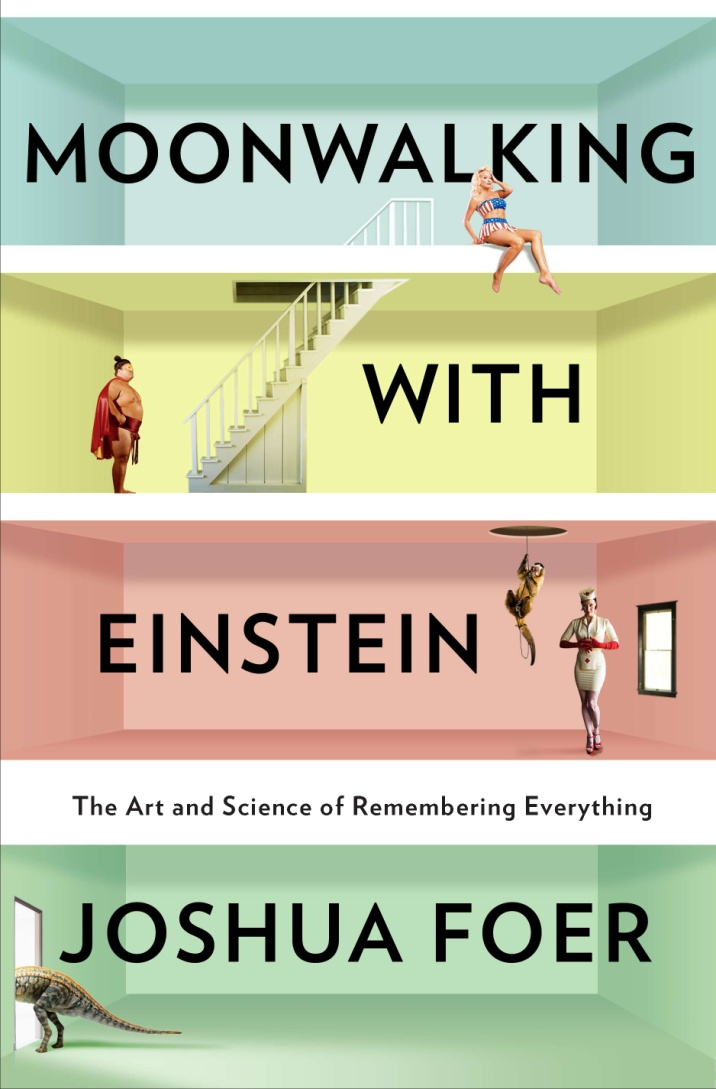 MOONWALKING
WITH
EINSTEIN
The Art and Science of Remembering Everything
JOSHUA FOER